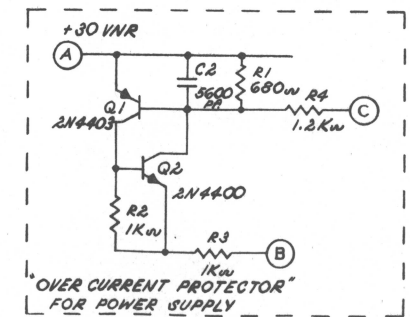 +30 VNR
A
C2
5600
PA
R1
680Ω
R4
1.2KΩ
C
Q1
2N4403
Q2
2N4400
R2
1KΩ
R3
1KΩ
B
"OVER CURRENT PROTECTOR"
FOR POWER SUPPLY